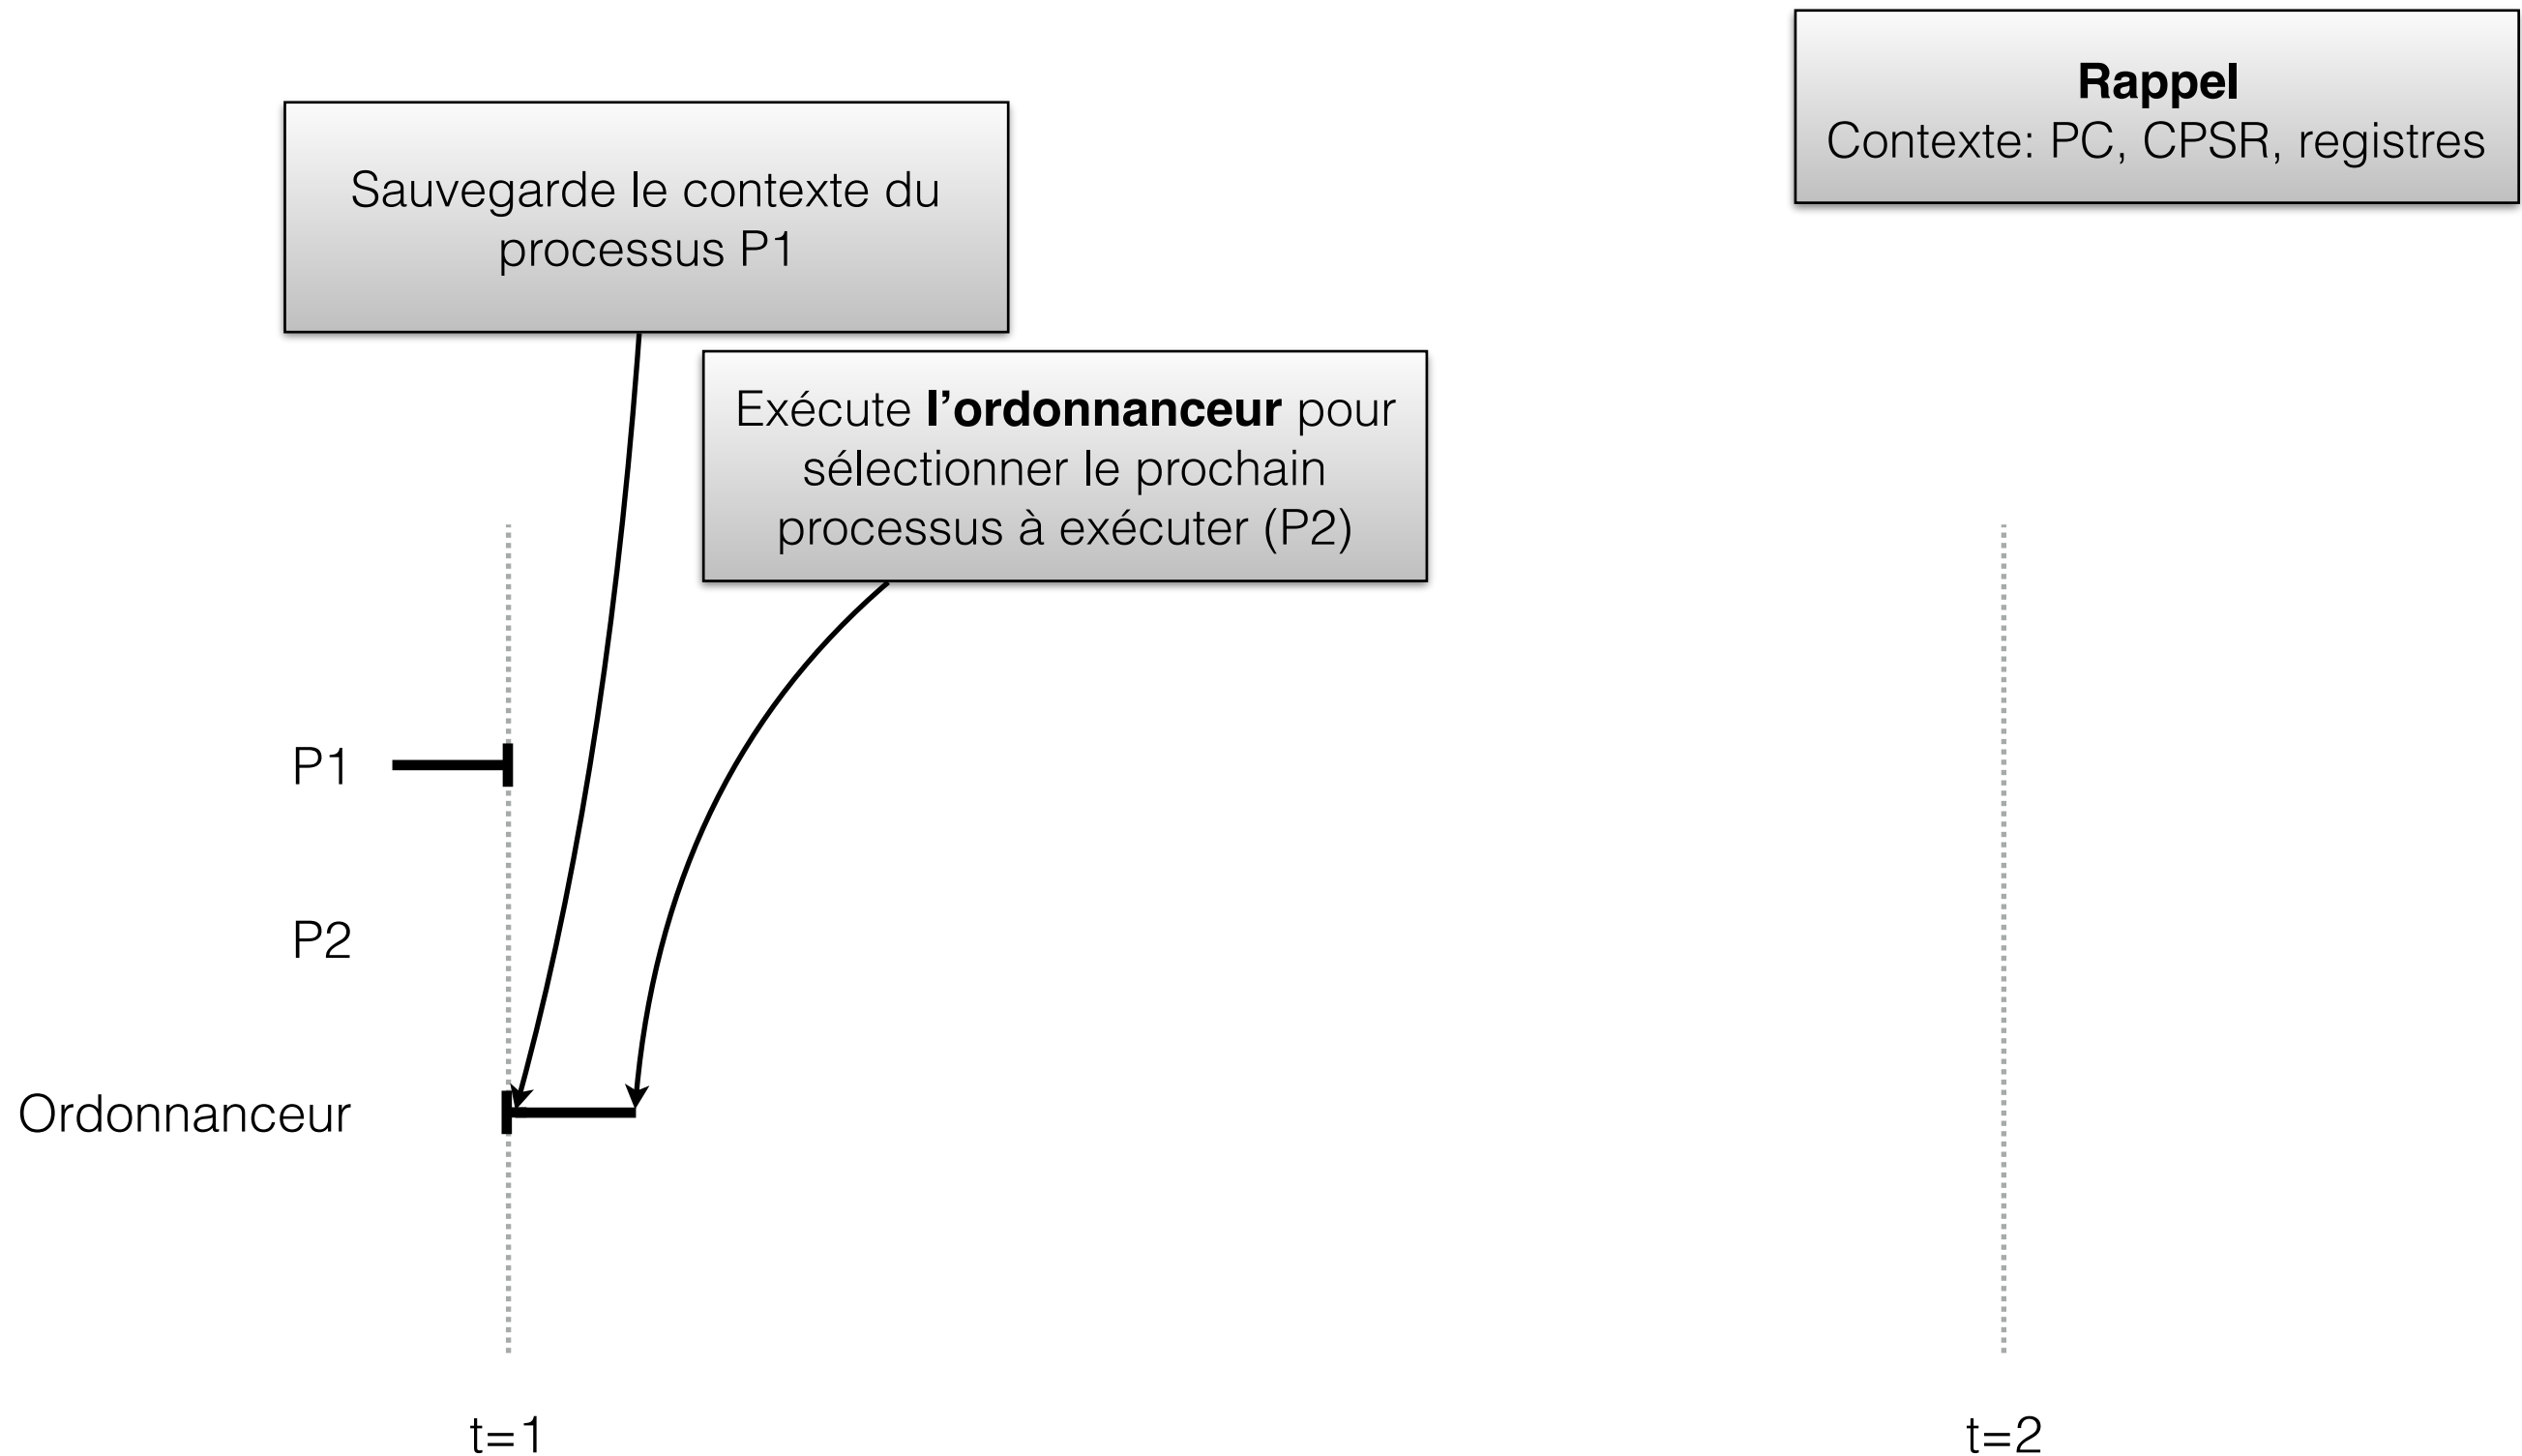 Rappel
Contexte: PC, CPSR, registres
Sauvegarde le contexte du
processus P1
Exécute l’ordonnanceur pour
sélectionner le prochain
processus à exécuter (P2)
P1
P2
Ordonnanceur
t=1
t=2